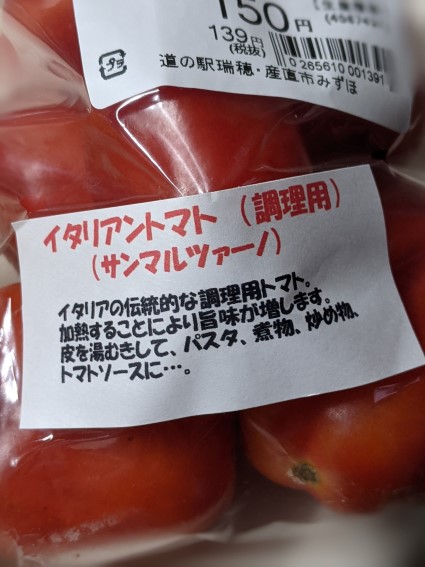 150円
139円
(税抜)
0265610001391
道の駅瑞穂・産直市みずほ
プラ
イタリアントマト(調理用)
(サンマルツァーノ)
イタリアの伝統的な調理用トマト。
加熱することにより旨味が増します。
皮を湯むきして、パスタ、煮物、炒め物、
トマトソースに…。